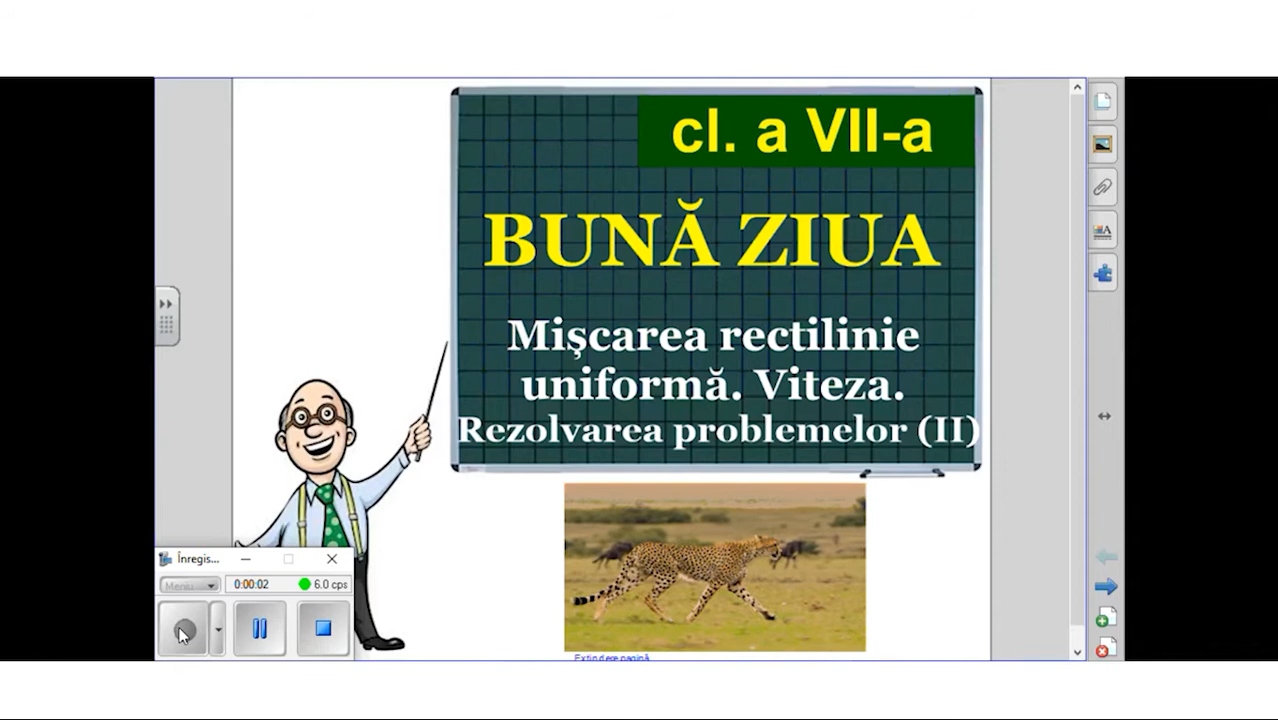 cl. a VII-a
BUNĂ ZIUA
Mişcarea rectilinie
uniformă. Viteza.
Rezolvarea problemelor (II)
Înregis...
Meniu
0:00:02
6.0 cps
Extindere pagină